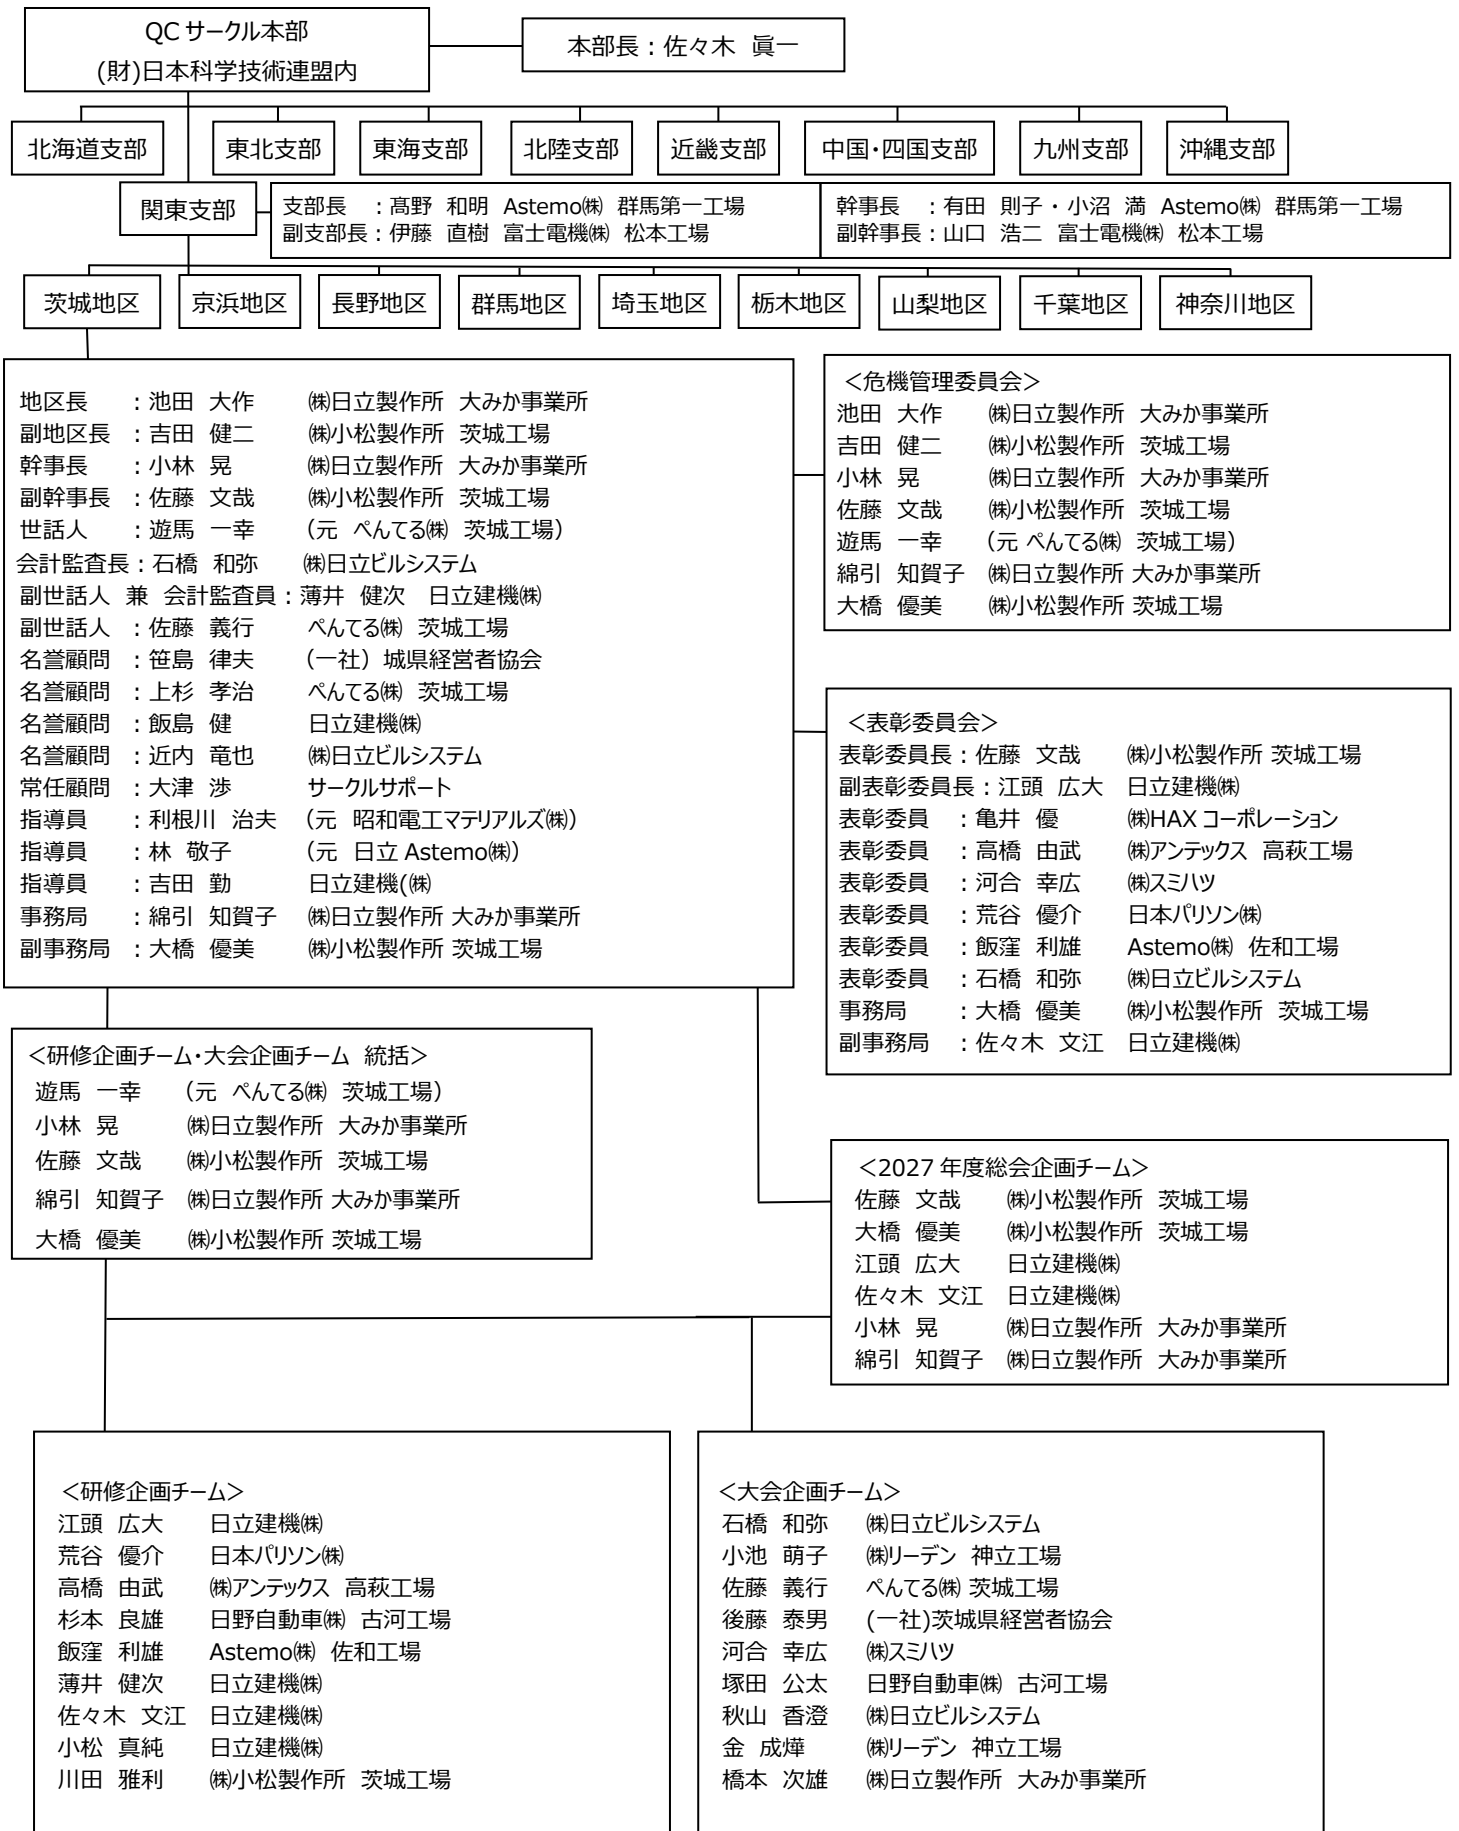 QCサークル本部
(財)日本科学技術連盟内
本部長：佐々木 眞一
北海道支部 東北支部 東海支部 北陸支部 近畿支部 中国・四国支部 九州支部 沖縄支部
関東支部
支部長 ：髙野 和明 Astemo㈱ 群馬第一工場
副支部長：伊藤 直樹 富士電機㈱ 松本工場
幹事長 ：有田 則子・小沼 満 Astemo㈱ 群馬第一工場
副幹事長：山口 浩二 富士電機㈱ 松本工場
茨城地区 京浜地区 長野地区 群馬地区 埼玉地区 栃木地区 山梨地区 千葉地区 神奈川地区
地区長 ：池田 大作 ㈱日立製作所 大みか事業所
副地区長 ：吉田 健二 ㈱小松製作所 茨城工場
幹事長 ：小林 晃 ㈱日立製作所 大みか事業所
副幹事長 ：佐藤 文哉 ㈱小松製作所 茨城工場
世話人 ：遊馬 一幸 （元 ぺんてる㈱ 茨城工場）
会計監査長：石橋 和弥 ㈱日立ビルシステム
副世話人 兼 会計監査員：薄井 健次 日立建機㈱
副世話人 ：佐藤 義行 ぺんてる㈱ 茨城工場
名誉顧問 ：笹島 律夫 （一社）城県経営者協会
名誉顧問 ：上杉 孝治 ぺんてる㈱ 茨城工場
名誉顧問 ：飯島 健 日立建機㈱
名誉顧問 ：近内 竜也 ㈱日立ビルシステム
常任顧問 ：大津 渉 サークルサポート
指導員 ：利根川 治夫 （元 昭和電工マテリアルズ㈱）
指導員 ：林 敬子 （元 日立Astemo㈱）
指導員 ：吉田 勤 日立建機(㈱
事務局 ：綿引 知賀子 ㈱日立製作所 大みか事業所
副事務局 ：大橋 優美 ㈱小松製作所 茨城工場
＜危機管理委員会＞
池田 大作 ㈱日立製作所 大みか事業所
吉田 健二 ㈱小松製作所 茨城工場
小林 晃 ㈱日立製作所 大みか事業所
佐藤 文哉 ㈱小松製作所 茨城工場
遊馬 一幸 （元 ぺんてる㈱ 茨城工場）
綿引 知賀子 ㈱日立製作所 大みか事業所
大橋 優美 ㈱小松製作所 茨城工場
＜表彰委員会＞
表彰委員長：佐藤 文哉 ㈱小松製作所 茨城工場
副表彰委員長：江頭 広大 日立建機㈱
表彰委員 ：亀井 優 ㈱HAXコーポレーション
表彰委員 ：高橋 由武 ㈱アンテックス 高萩工場
表彰委員 ：河合 幸広 ㈱スミハツ
表彰委員 ：荒谷 優介 日本パリソン㈱
表彰委員 ：飯窪 利雄 Astemo㈱ 佐和工場
表彰委員 ：石橋 和弥 ㈱日立ビルシステム
事務局 ：大橋 優美 ㈱小松製作所 茨城工場
副事務局 ：佐々木 文江 日立建機㈱
＜研修企画チーム・大会企画チーム 統括＞
遊馬 一幸 （元 ぺんてる㈱ 茨城工場）
小林 晃 ㈱日立製作所 大みか事業所
佐藤 文哉 ㈱小松製作所 茨城工場
綿引 知賀子 ㈱日立製作所 大みか事業所
大橋 優美 ㈱小松製作所 茨城工場
＜2027年度総会企画チーム＞
佐藤 文哉 ㈱小松製作所 茨城工場
大橋 優美 ㈱小松製作所 茨城工場
江頭 広大 日立建機㈱
佐々木 文江 日立建機㈱
小林 晃 ㈱日立製作所 大みか事業所
綿引 知賀子 ㈱日立製作所 大みか事業所
＜研修企画チーム＞
江頭 広大 日立建機㈱
荒谷 優介 日本パリソン㈱
高橋 由武 ㈱アンテックス 高萩工場
杉本 良雄 日野自動車㈱ 古河工場
飯窪 利雄 Astemo㈱ 佐和工場
薄井 健次 日立建機㈱
佐々木 文江 日立建機㈱
小松 真純 日立建機㈱
川田 雅利 ㈱小松製作所 茨城工場
＜大会企画チーム＞
石橋 和弥 ㈱日立ビルシステム
小池 萌子 ㈱リーデン 神立工場
佐藤 義行 ぺんてる㈱ 茨城工場
後藤 泰男 (一社)茨城県経営者協会
河合 幸広 ㈱スミハツ
塚田 公太 日野自動車㈱ 古河工場
秋山 香澄 ㈱日立ビルシステム
金 成燁 ㈱リーデン 神立工場
橋本 次雄 ㈱日立製作所 大みか事業所